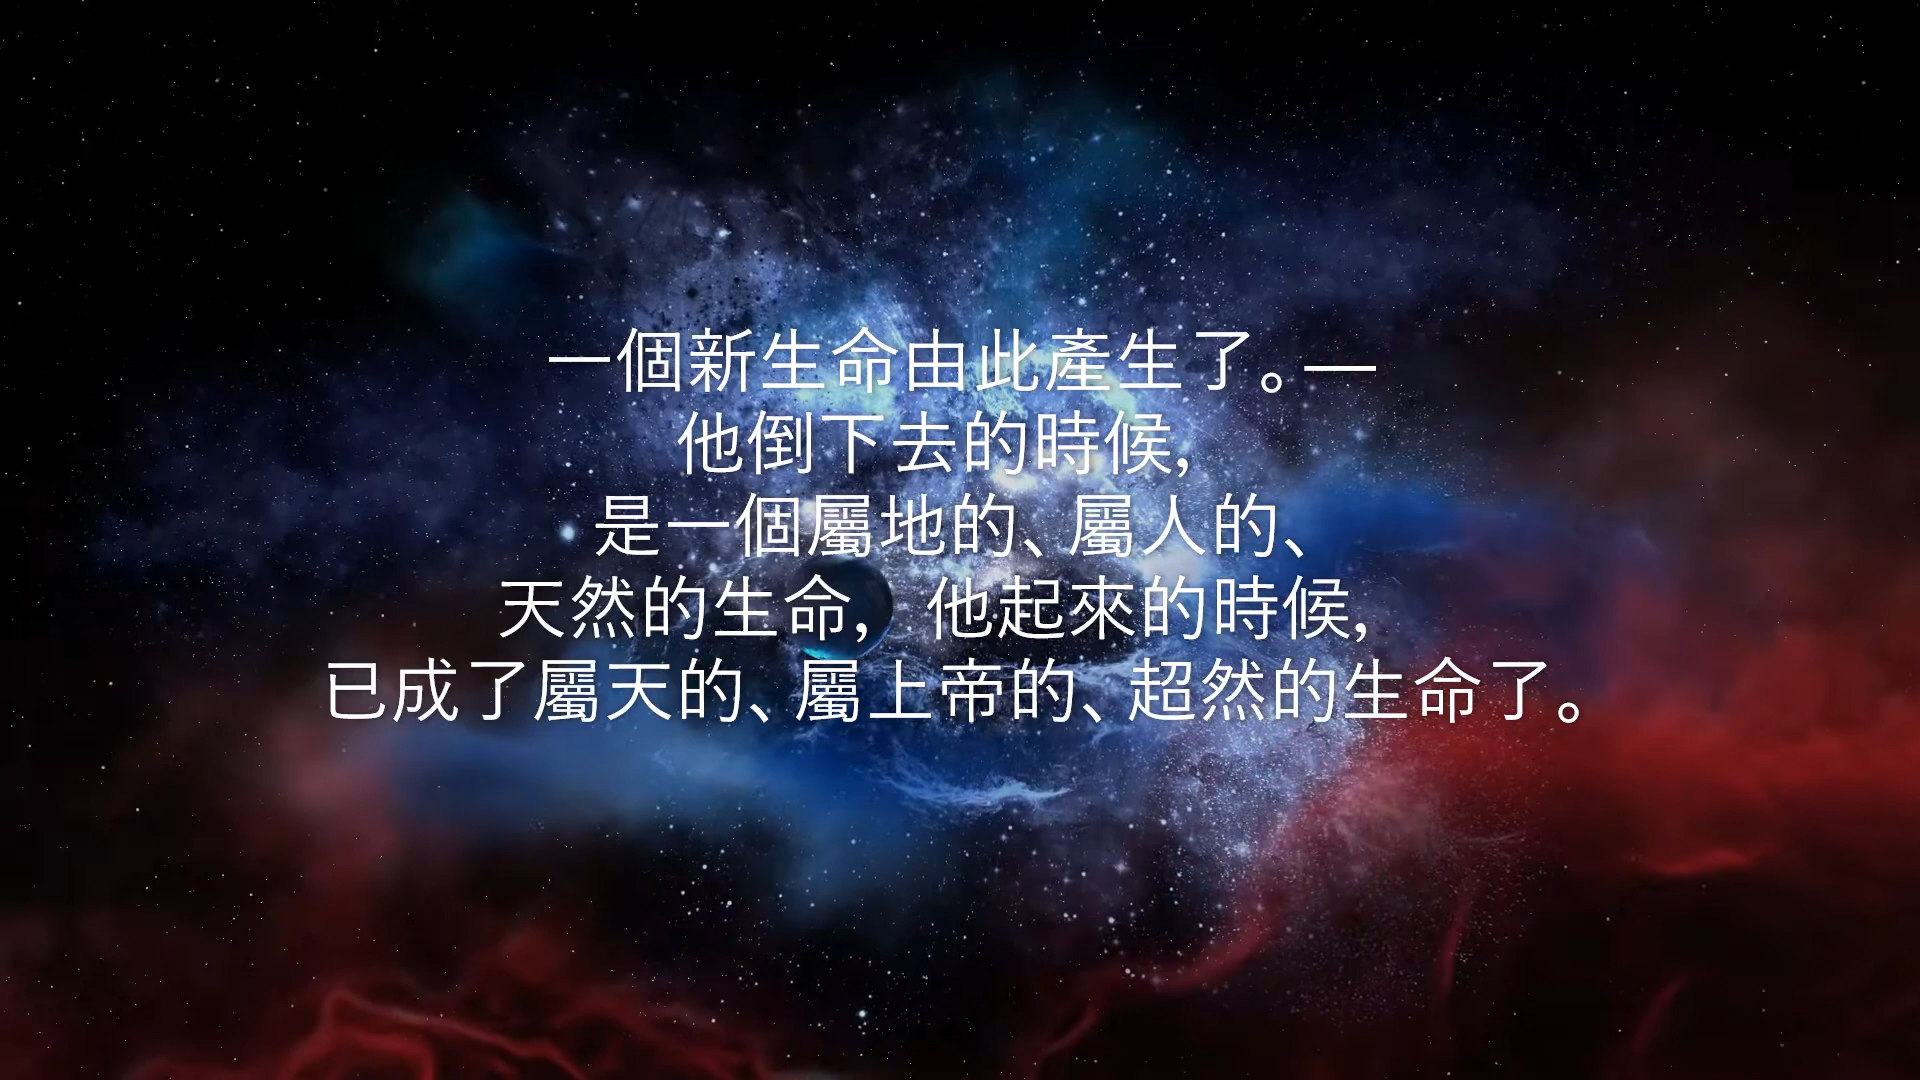 一個新生命由此產生了。—
他倒下去的時候，
是一個屬地的、屬人的、
天然的生命， 他起來的時候，
已成了屬天的、屬上帝的、超然的生命了。